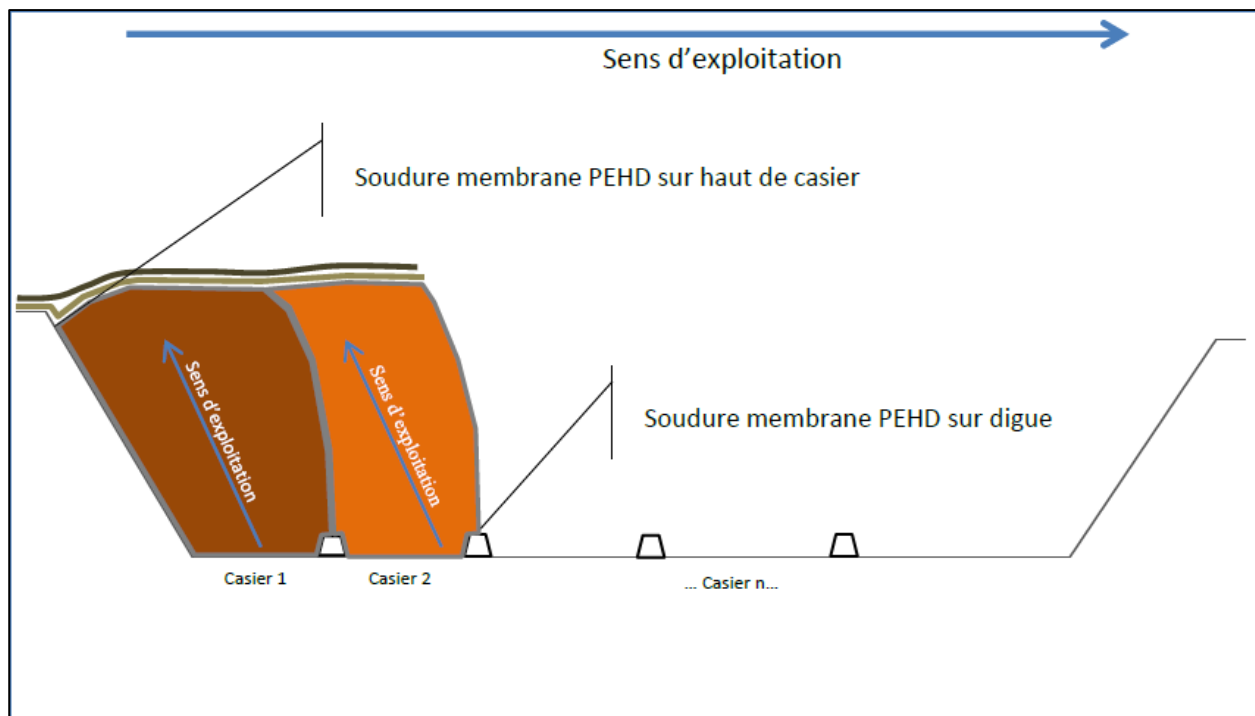 Sens d'exploitation
Soudure membrane PEHD sur haut de casier
Sens d'exploitation
Sens d'exploitation
Soudure membrane PEHD sur digue
Casier 1
Casier 2
... Casier n...